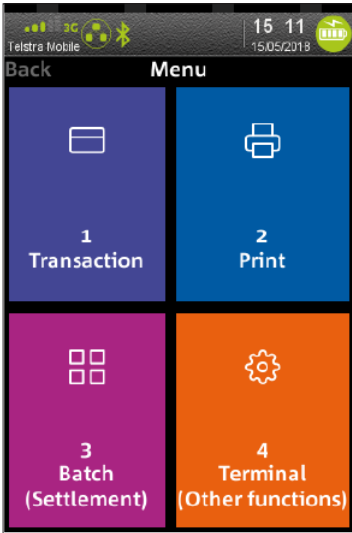 3G
15 11
Telstra Mobile
15/05/2018
Back
Menu
1
Transaction
2
Print
3
Batch
(Settlement)
4
Terminal
(Other functions)